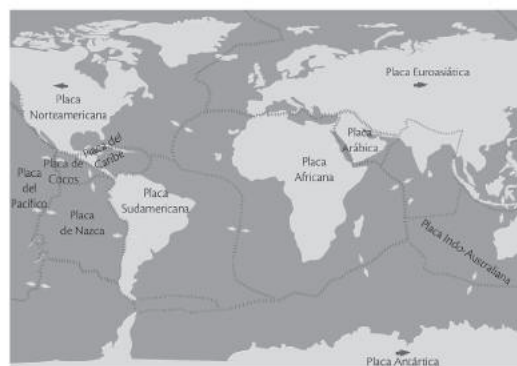 Placa Euroasiática
Placa
Norteamericana
Placa del
Caribe
Placa
Arábica
Placa de
Cocos
Placa
del
Pacífico
Placa
Africana
Placa
Sudamericana
Placa
de Nazca
Placa Indo-Australiana
Placa Antártica